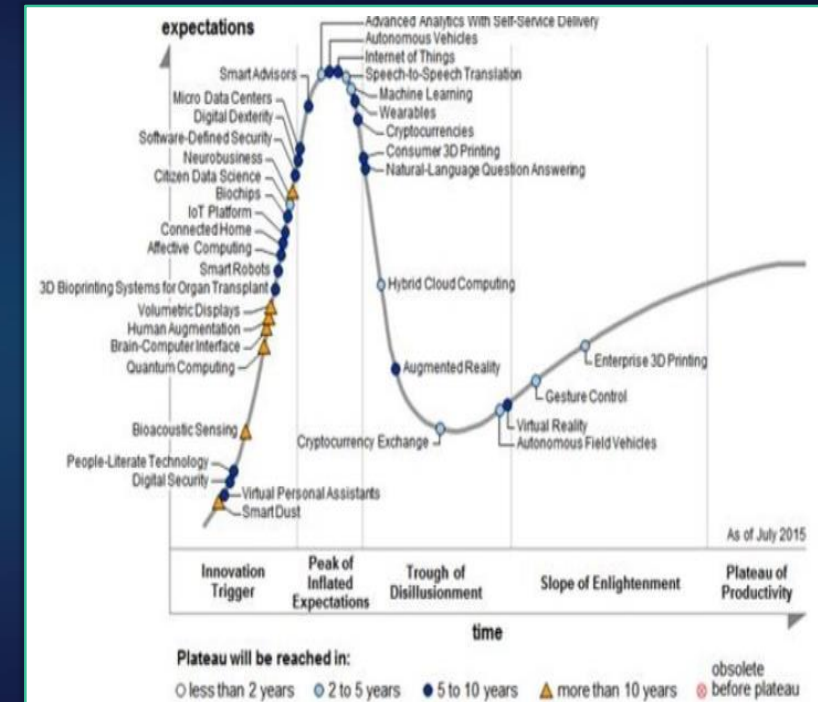 expectations
Advanced Analytics With Self-Service Delivery
Autonomous Vehicles
Internet of Things
Smart Advisors
Speech-to-Speech Translation
Micro Data Centers
Machine Learning
Digital Dexterity
Wearables
Software-Defined Security
Cryptocurrencies
Neurobusiness
Consumer 3D Printing
Citizen Data Science
Natural-Language Question Answering
Biochips
IoT Platform
Connected Home
Affective Computing
Smart Robots
3D Bioprinting Systems for Organ Transplant
Hybrid Cloud Computing
Volumetric Displays
Human Augmentation
Brain-Computer Interface
Quantum Computing
Augmented Reality
Enterprise 3D Printing
Gesture Control
Bioacoustic Sensing
Virtual Reality
Cryptocurrency Exchange
Autonomous Field Vehicles
People-Literate Technology
Digital Security
Virtual Personal Assistants
Smart Dust
As of July 2015
Innovation
Trigger
Peak of
Inflated
Expectations
Trough of
Disillusionment
Slope of Enlightenment
Plateau of
Productivity
time
Plateau will be reached in:
less than 2 years
2 to 5 years
5 to 10 years
more than 10 years
obsolete
before plateau